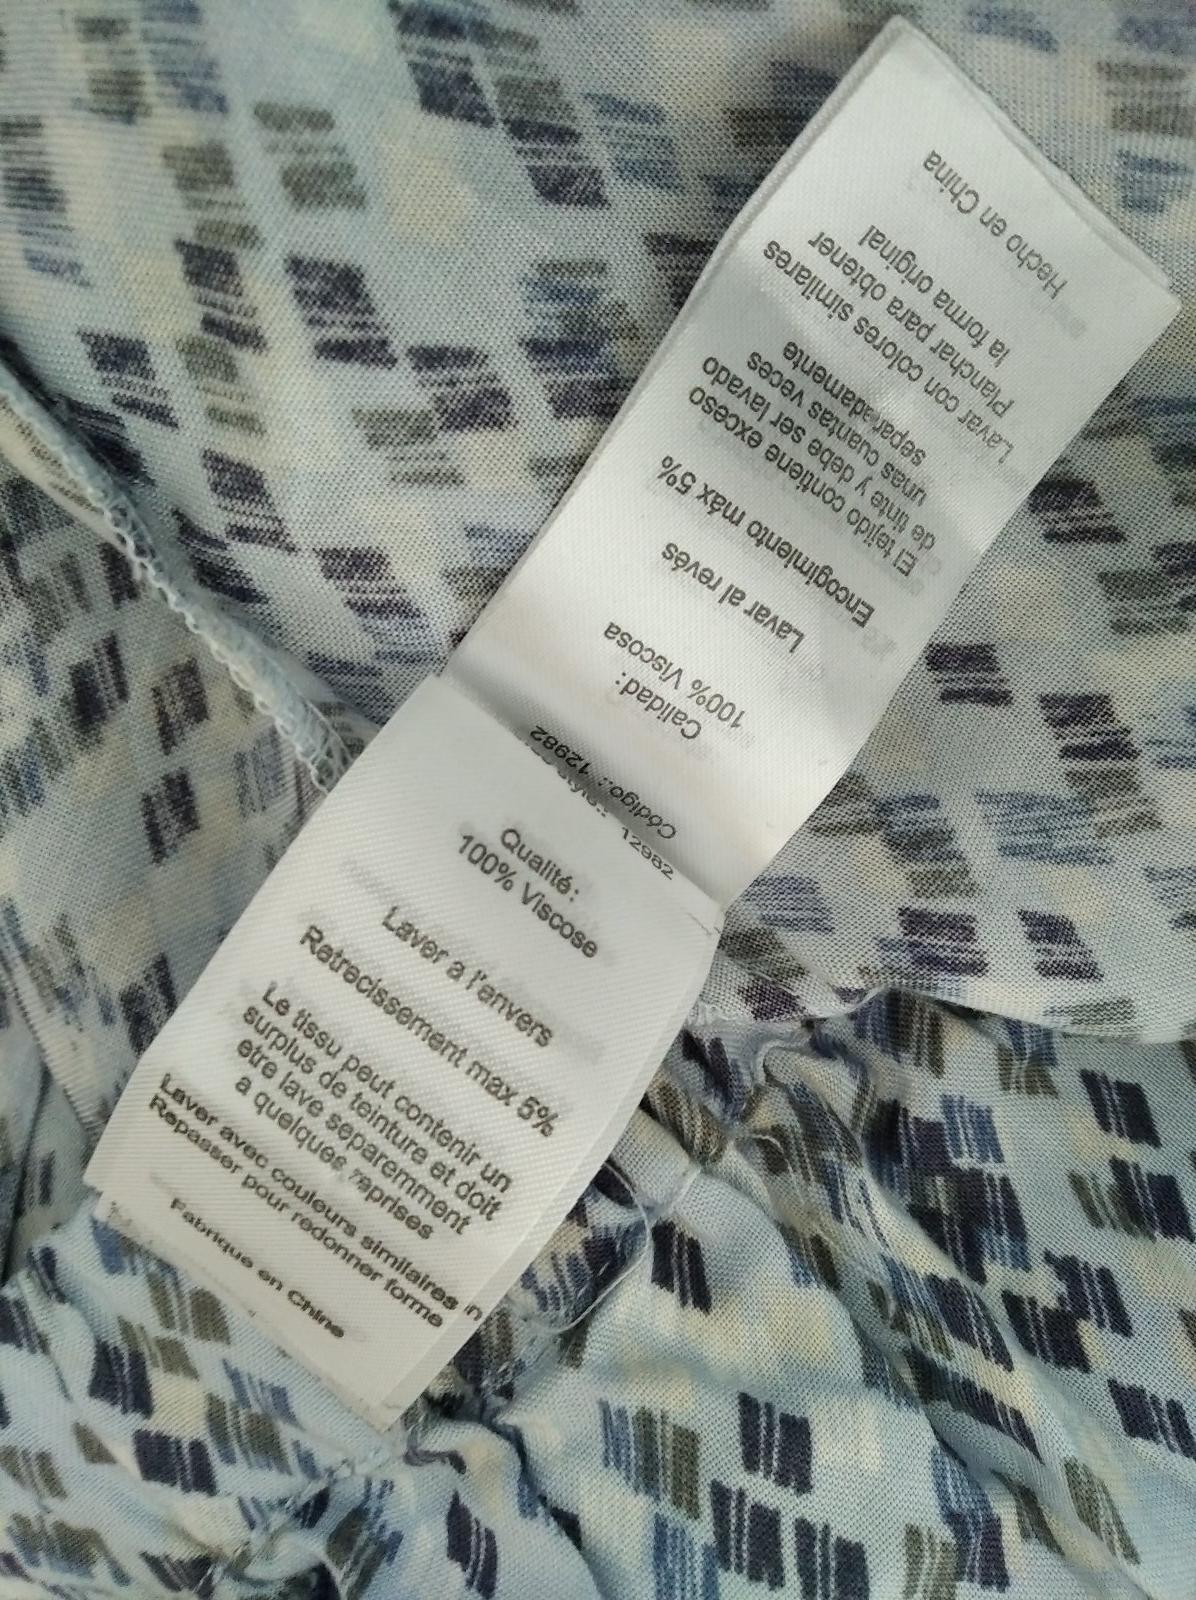 Código.: 12982
Calidad:
100% Viscosa
Lavar al revés
Encogimiento máx 5%
El tejido contiene exceso
de tinte y debe ser lavado
unas cuantas veces
separadamente
Lavar con colores similares
Planchar para obtener
la forma original
Hecho en China
12982
Qualité:
100% Viscose
Laver a l'envers
Retrecissement max 5%
Le tissu peut contenir un
surplus de teinture et doit
etre lave separemment
a quelques reprises
Laver avec couleurs similaires
Repasser pour redonner forme
Fabrique en Chine